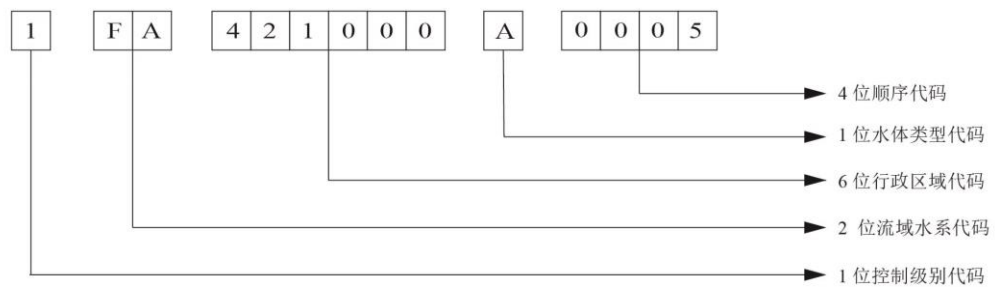 1 F A 4 2 1 0 0 0 A 0 0 0 5
4 位顺序代码
1 位水体类型代码
6 位行政区域代码
2 位流域水系代码
1 位控制级别代码